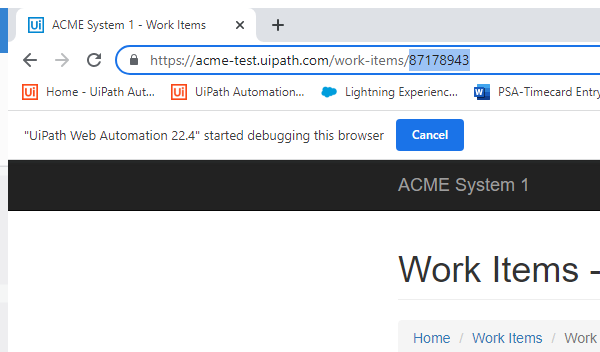 Ui ACME System 1 - Work Items
https://acme-test.uipath.com/work-items/87178943
Ui Home - UiPath Aut... Ui UiPath Automation... Lightning Experienc... W PSA-Timecard Entry
"UiPath Web Automation 22.4" started debugging this browser Cancel
ACME System 1
Work Items -
Home / Work Items / Work